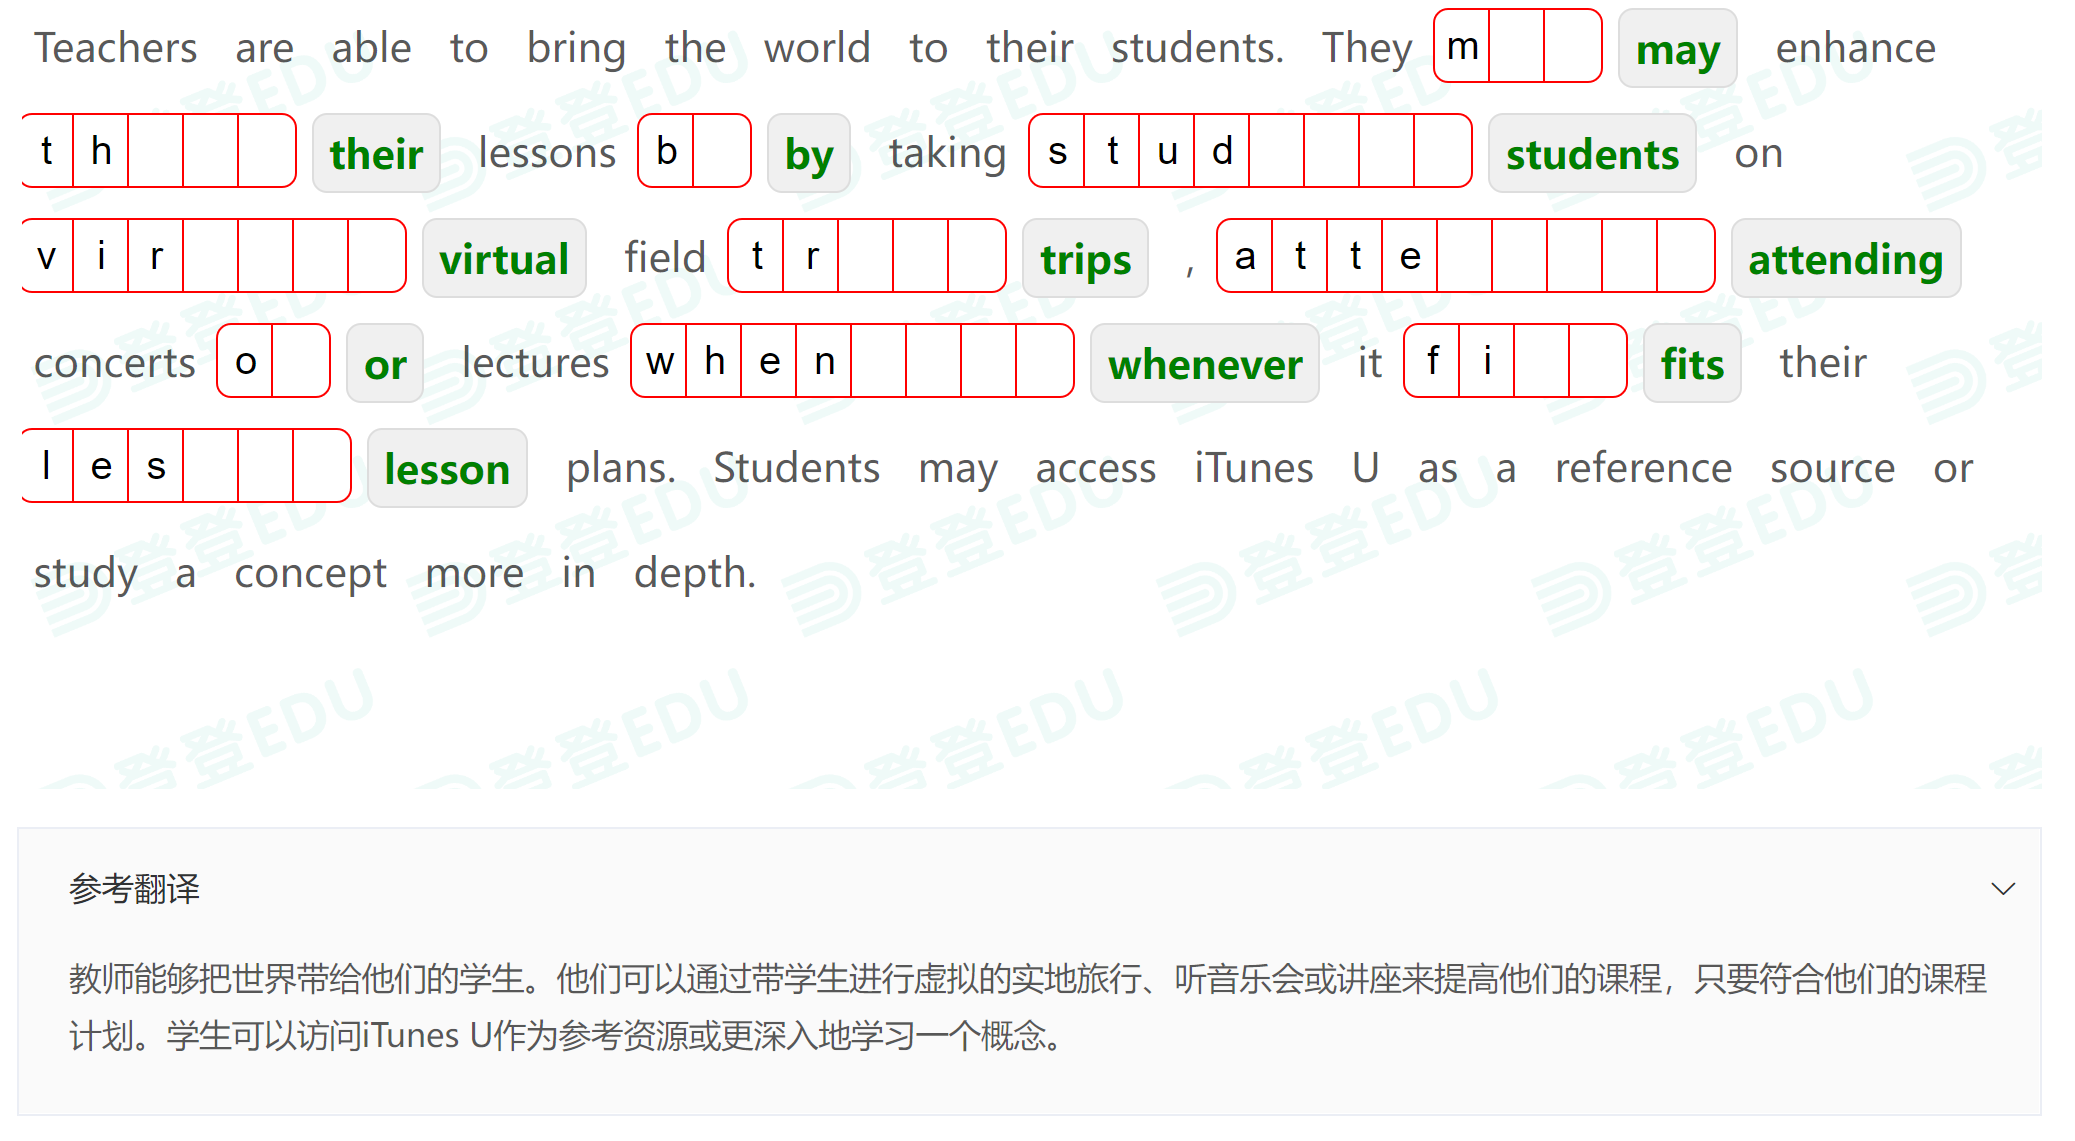 Teachers are able to bring the world to their students. They m may enhance
t h their lessons b by taking s t u d students on
v i r virtual field t r trips , a t t e attending
concerts o or lectures w h e n whenever it f i fits their
l e s lesson plans. Students may access iTunes U as a reference source or
study a concept more in depth.
参考翻译
教师能够把世界带给他们的学生。他们可以通过带学生进行虚拟的实地旅行、听音乐会或讲座来提高他们的课程，只要符合他们的课程
计划。学生可以访问iTunes U作为参考资源或更深入地学习一个概念。
登登EDU